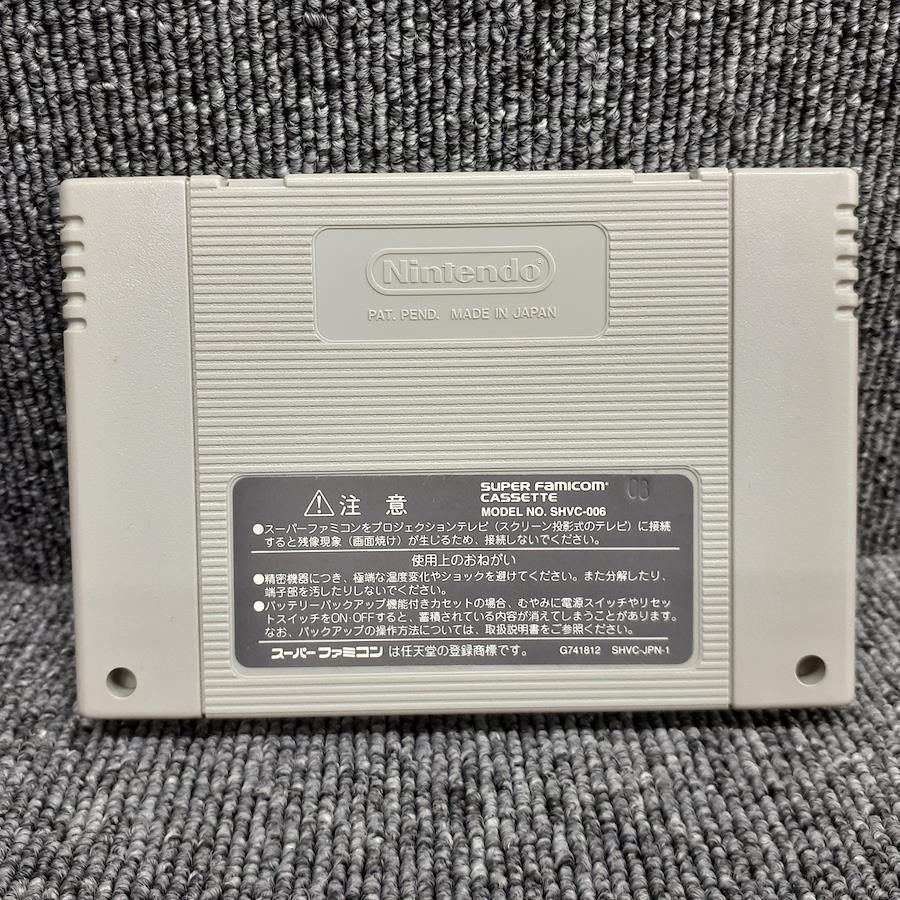 Nintendo®
PAT. PEND. MADE IN JAPAN
⚠注意
SUPER FAMICOM®
CASSETTE
MODEL NO. SHVC-006
03
●スーパーファミコンをプロジェクションテレビ（スクリーン投影式のテレビ）に接続
すると残像現象（画面焼け）が生じるため、接続しないでください。
使用上のおねがい
●精密機器につき、極端な温度変化やショックを避けてください。また分解したり、
端子部を汚したりしないでください。
●バッテリーバックアップ機能付きカセットの場合、むやみに電源スイッチやリセッ
トスイッチをON·OFFすると、蓄積されている内容が消えてしまうことがあります。
なお、バックアップの操作方法については、取扱説明書をご参照ください。
スーパーファミコンは任天堂の登録商標です。
G741812 SHVC-JPN-1